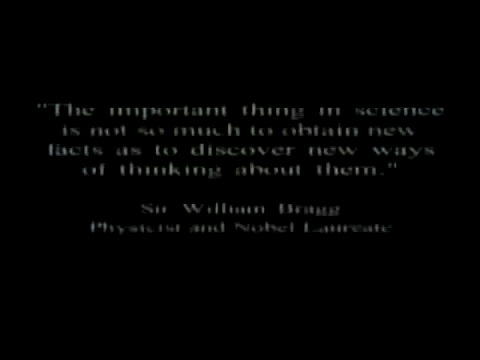 "The important thing in science
is not so much to obtain new
facts as to discover new ways
of thinking about them."
Sir William Bragg
Physicist and Nobel Laureate